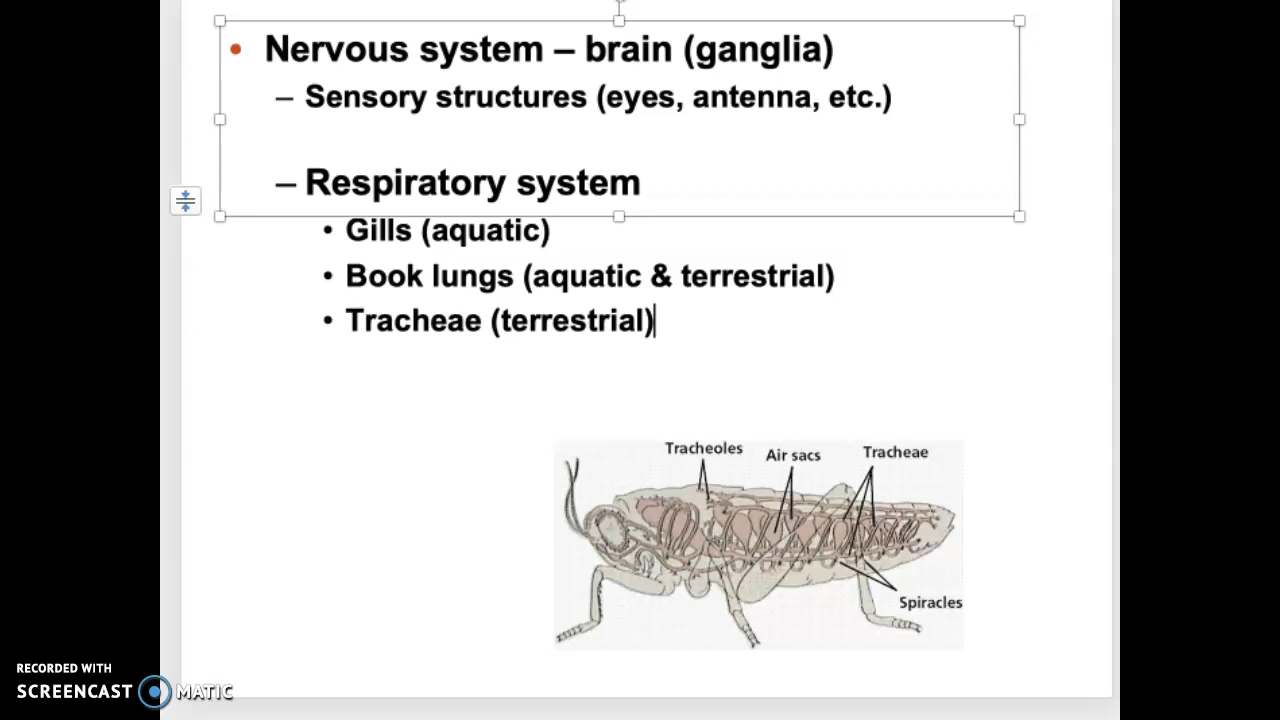 • Nervous system – brain (ganglia)
– Sensory structures (eyes, antenna, etc.)
– Respiratory system
• Gills (aquatic)
• Book lungs (aquatic & terrestrial)
• Tracheae (terrestrial)
Tracheoles
Air sacs
Tracheae
Spiracles
RECORDED WITH
SCREENCAST MATIC